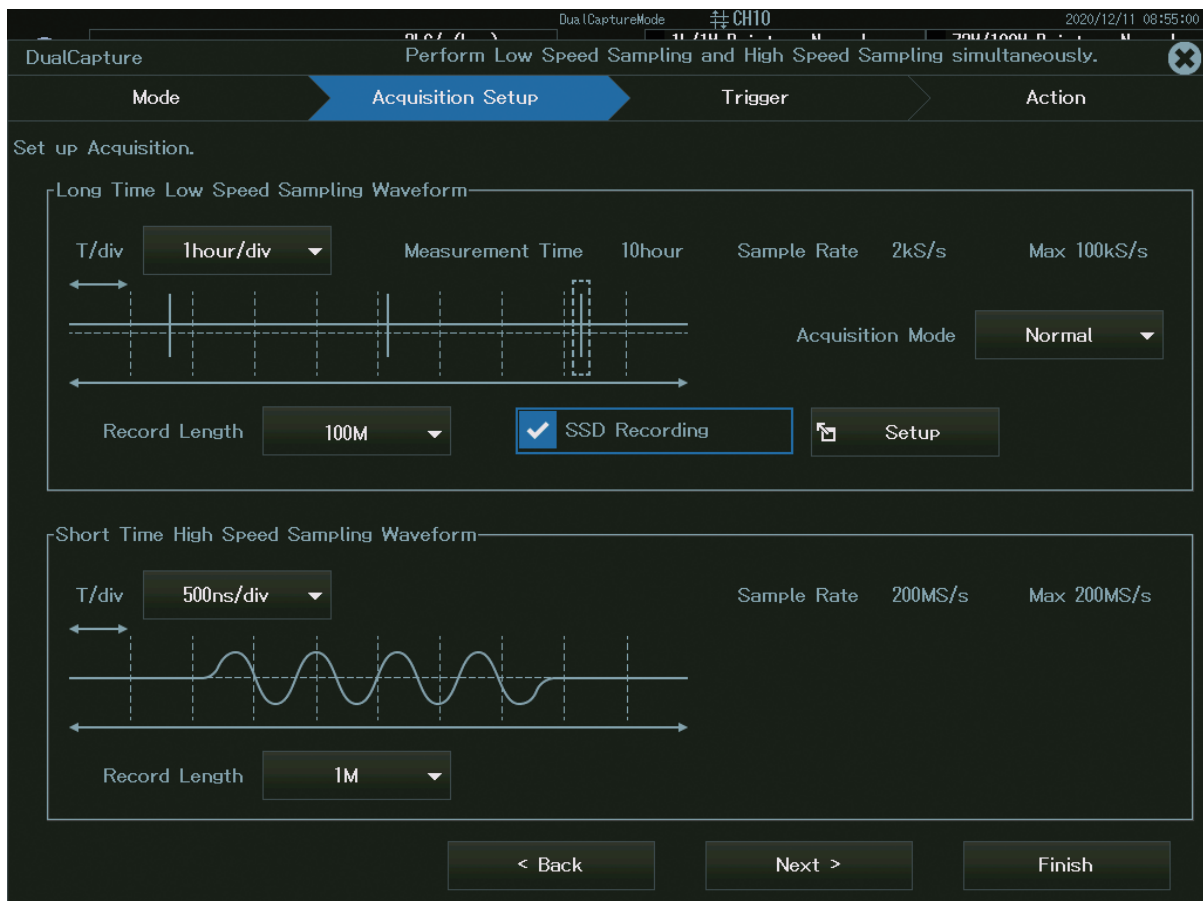 DualCaptureMode CH10 2020/12/11 08:55:00
DualCapture Perform Low Speed Sampling and High Speed Sampling simultaneously.
Mode Acquisition Setup Trigger Action
Set up Acquisition.
Long Time Low Speed Sampling Waveform
T/div 1hour/div Measurement Time 10hour Sample Rate 2kS/s Max 100kS/s
Acquisition Mode Normal
Record Length 100M SSD Recording Setup
Short Time High Speed Sampling Waveform
T/div 500ns/div Sample Rate 200MS/s Max 200MS/s
Record Length 1M
< Back Next > Finish